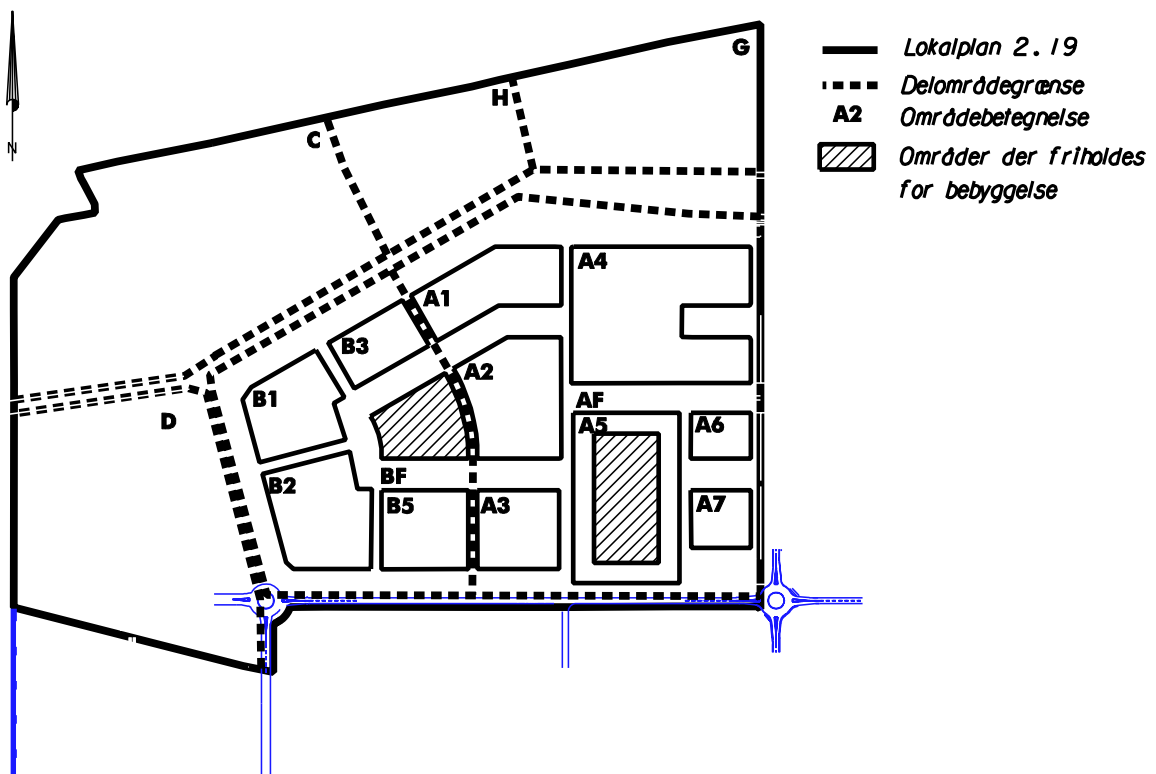 G
Lokalplan 2.19
H
Delområdegrænse
A2
Områdebetegnelse
C
N
Områder der friholdes
for bebyggelse
A4
A1
B3
A2
B1
AF
D
A5
A6
BF
B2
B5
A3
A7